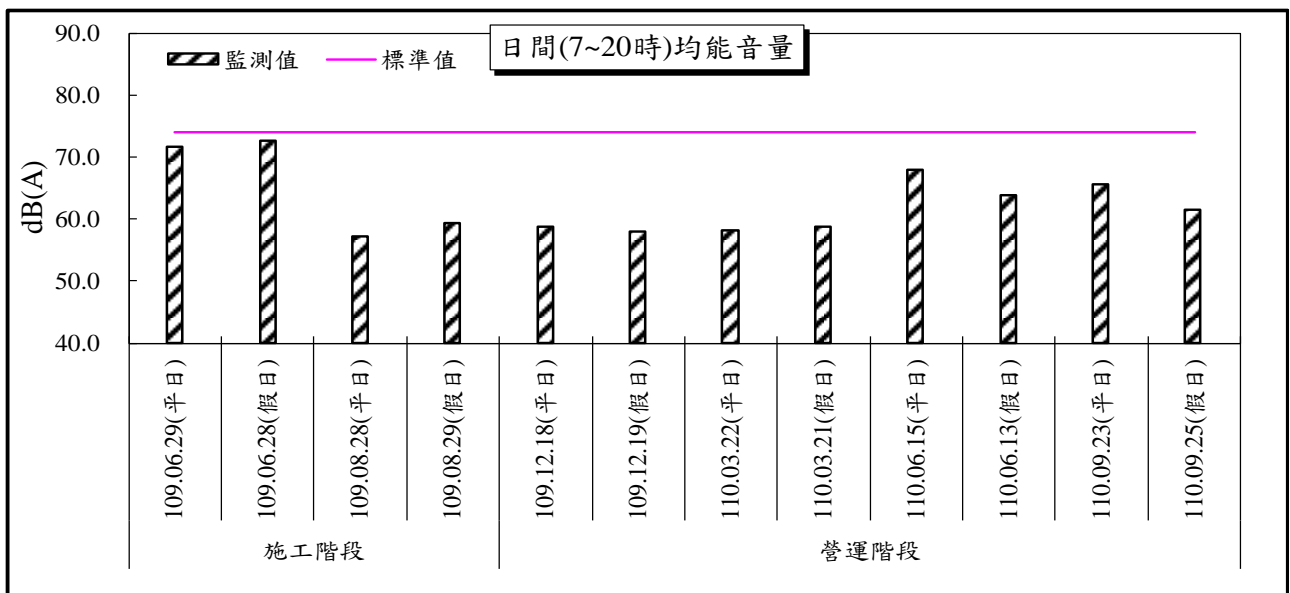 日間(7~20時)均能音量
監測值
標準值
dB(A)
90.0
80.0
70.0
60.0
50.0
40.0
109.06.29(平日)
109.06.28(假日)
109.08.28(平日)
109.08.29(假日)
109.12.18(平日)
109.12.19(假日)
110.03.22(平日)
110.03.21(假日)
110.06.15(平日)
110.06.13(假日)
110.09.23(平日)
110.09.25(假日)
施工階段
營運階段